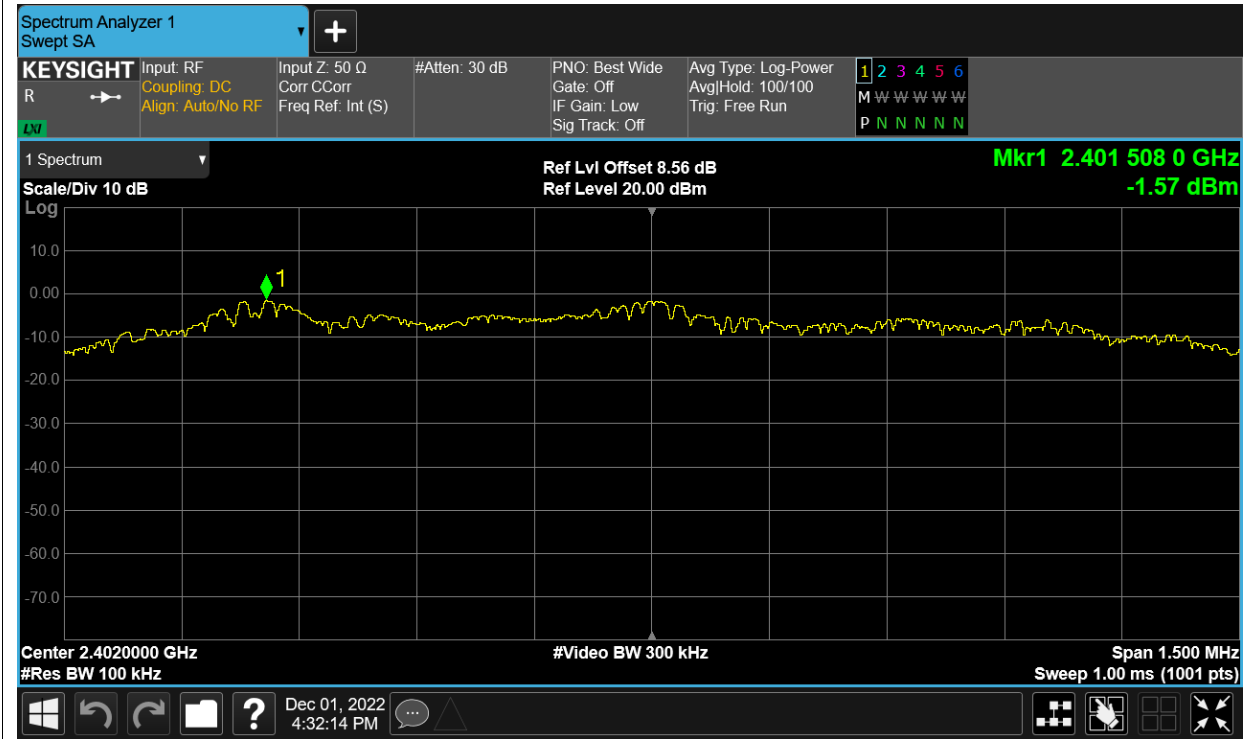 Spectrum Analyzer 1
Swept SA
KEYSIGHT
R
LXI
Input: RF
Coupling: DC
Align: Auto/No RF
Input Z: 50 Ω
Corr CCorr
Freq Ref: Int (S)
#Atten: 30 dB
PNO: Best Wide
Gate: Off
IF Gain: Low
Sig Track: Off
Avg Type: Log-Power
Avg|Hold: 100/100
Trig: Free Run
1 2 3 4 5 6
M W W W W W
P N N N N N
1 Spectrum
Scale/Div 10 dB
Ref Lvl Offset 8.56 dB
Ref Level 20.00 dBm
Mkr1 2.401 508 0 GHz
-1.57 dBm
Log
10.0
0.00
-10.0
-20.0
-30.0
-40.0
-50.0
-60.0
-70.0
1
Center 2.4020000 GHz
#Res BW 100 kHz
#Video BW 300 kHz
Span 1.500 MHz
Sweep 1.00 ms (1001 pts)
?
Dec 01, 2022
4:32:14 PM